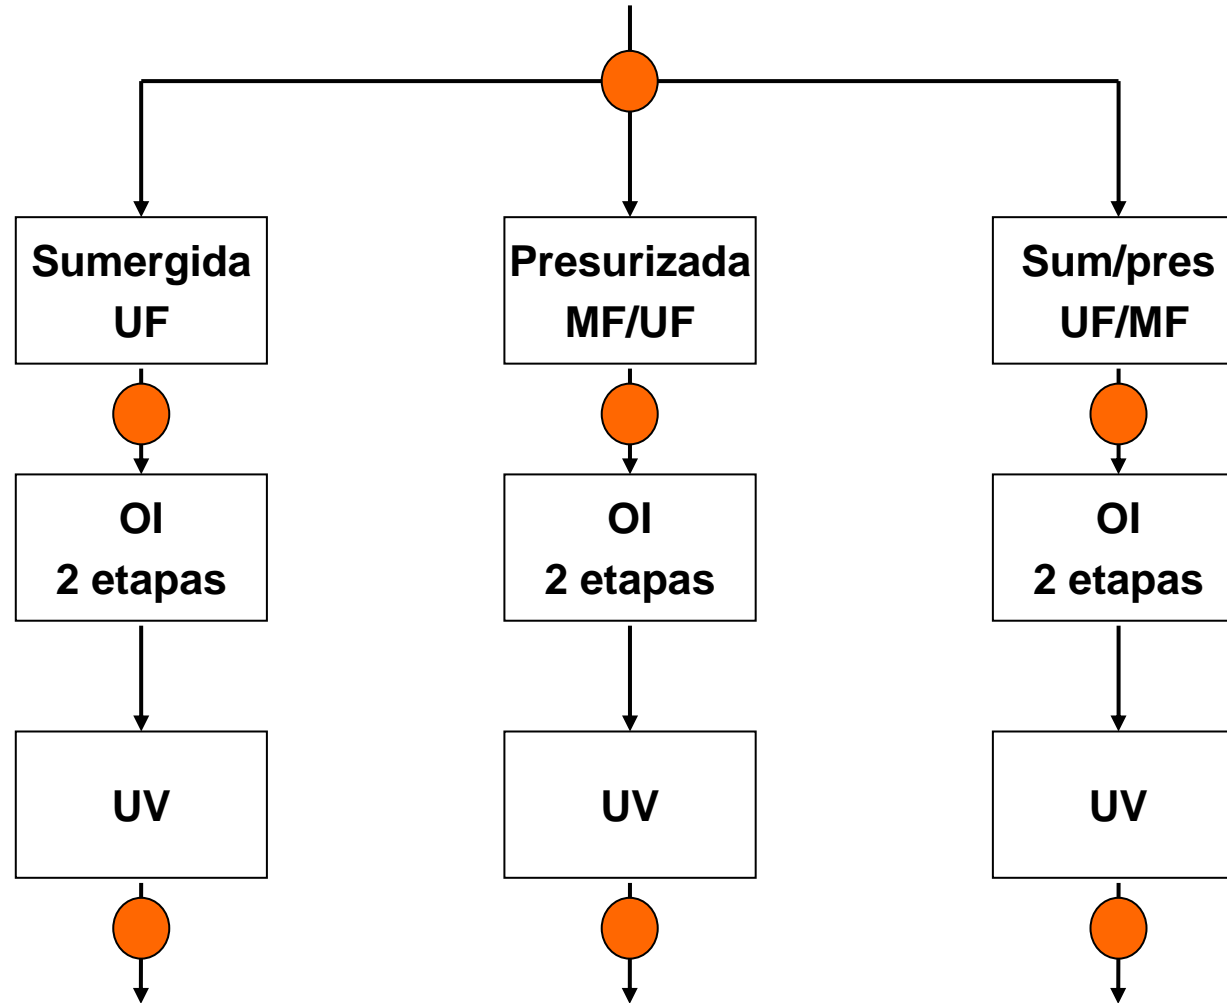 Sumergida
UF
Presurizada
MF/UF
Sum/pres
UF/MF
OI
2 etapas
OI
2 etapas
OI
2 etapas
UV
UV
UV